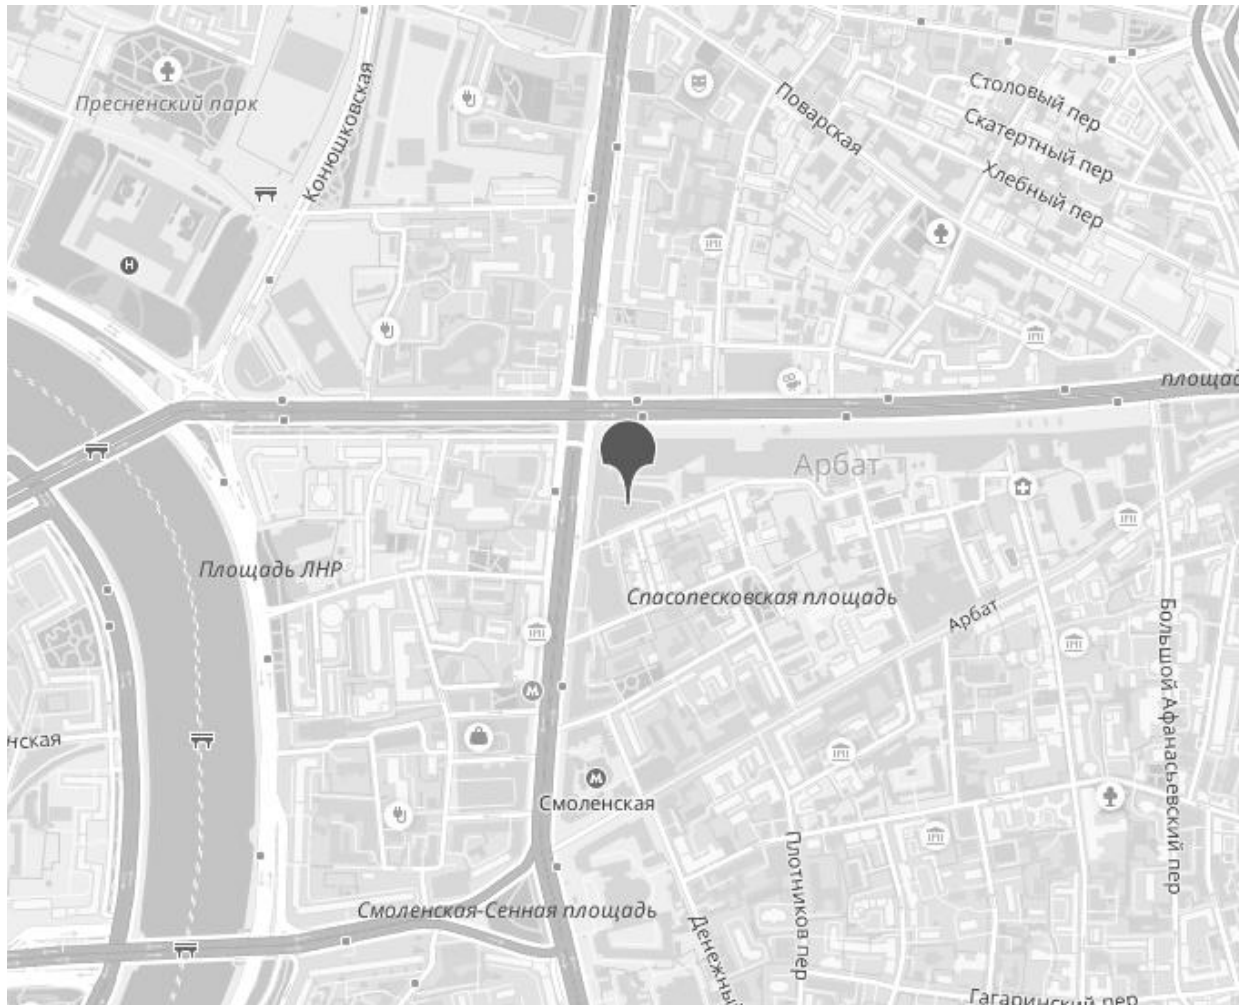 Пресненский парк
Конюшковская
Поварская
Столовый пер
Скатертный пер
Хлебный пер
площад
Арбат
Площадь ЛНР
Спасопесковская площадь
Арбат
Большой Афанасьевский пер
нская
М
М
Смоленская
Плотников пер
Смоленская-Сенная площадь
Денежный
Гагаринский пер
Н